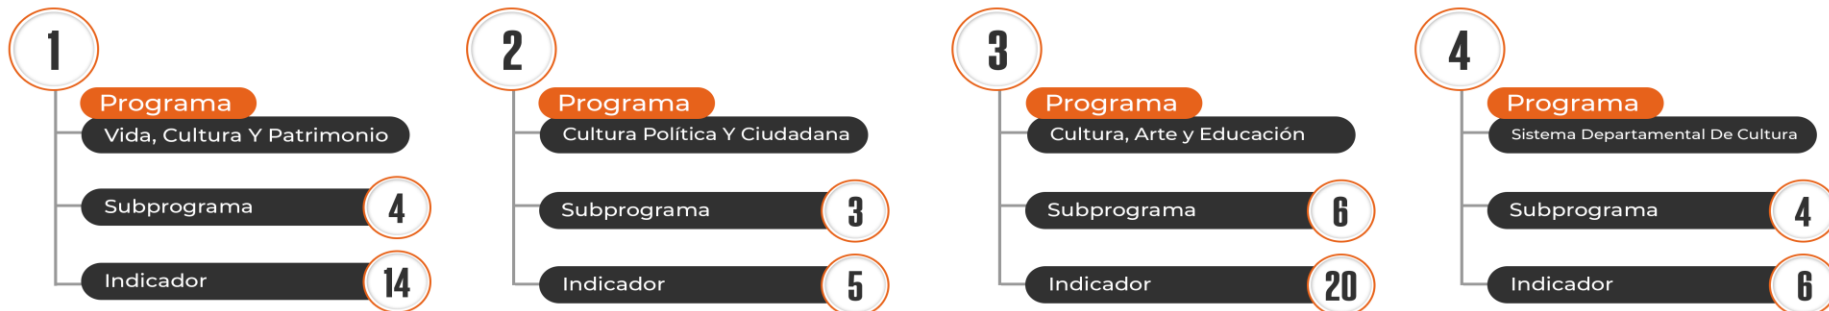 1
Programa
Vida, Cultura Y Patrimonio
Subprograma 4
Indicador 14
2
Programa
Cultura Política Y Ciudadana
Subprograma 3
Indicador 5
3
Programa
Cultura, Arte y Educación
Subprograma 6
Indicador 20
4
Programa
Sistema Departamental De Cultura
Subprograma 4
Indicador 6